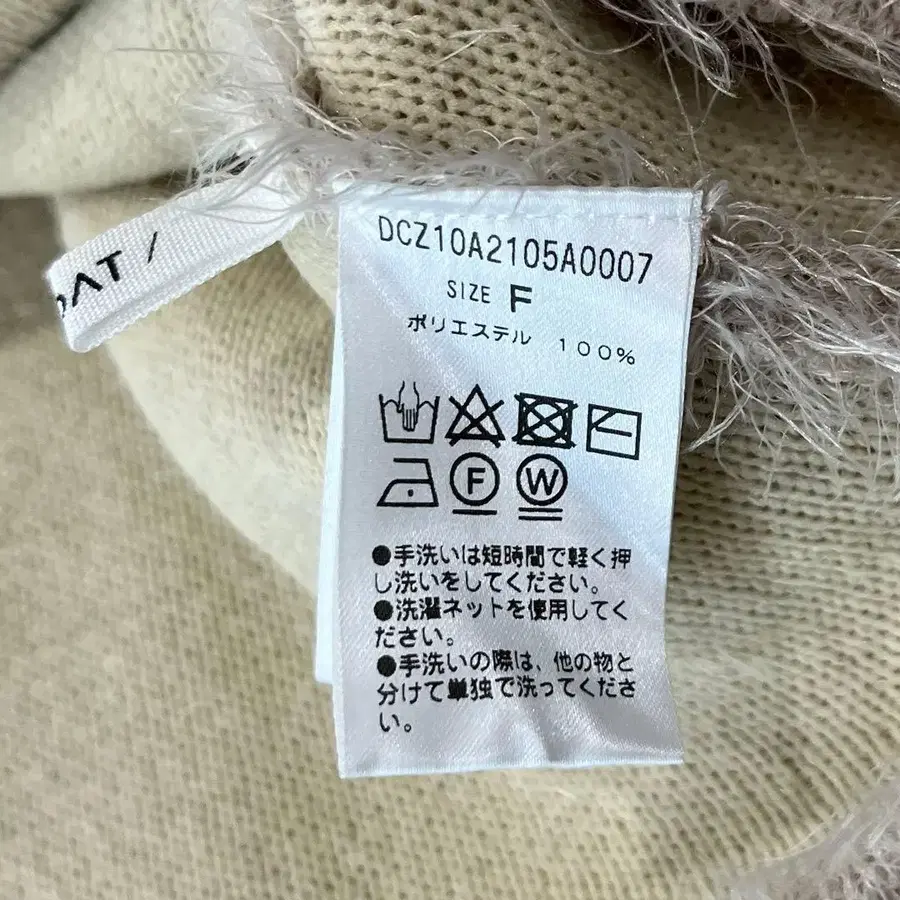 DCZ10A2105A0007
SIZE F
ポリエステル 100%
F W
●手洗いは短時間で軽く押
し洗いをしてください。
●洗濯ネットを使用してく
ださい。
●手洗いの際は、他の物と
分けて単独で洗ってくださ
い。